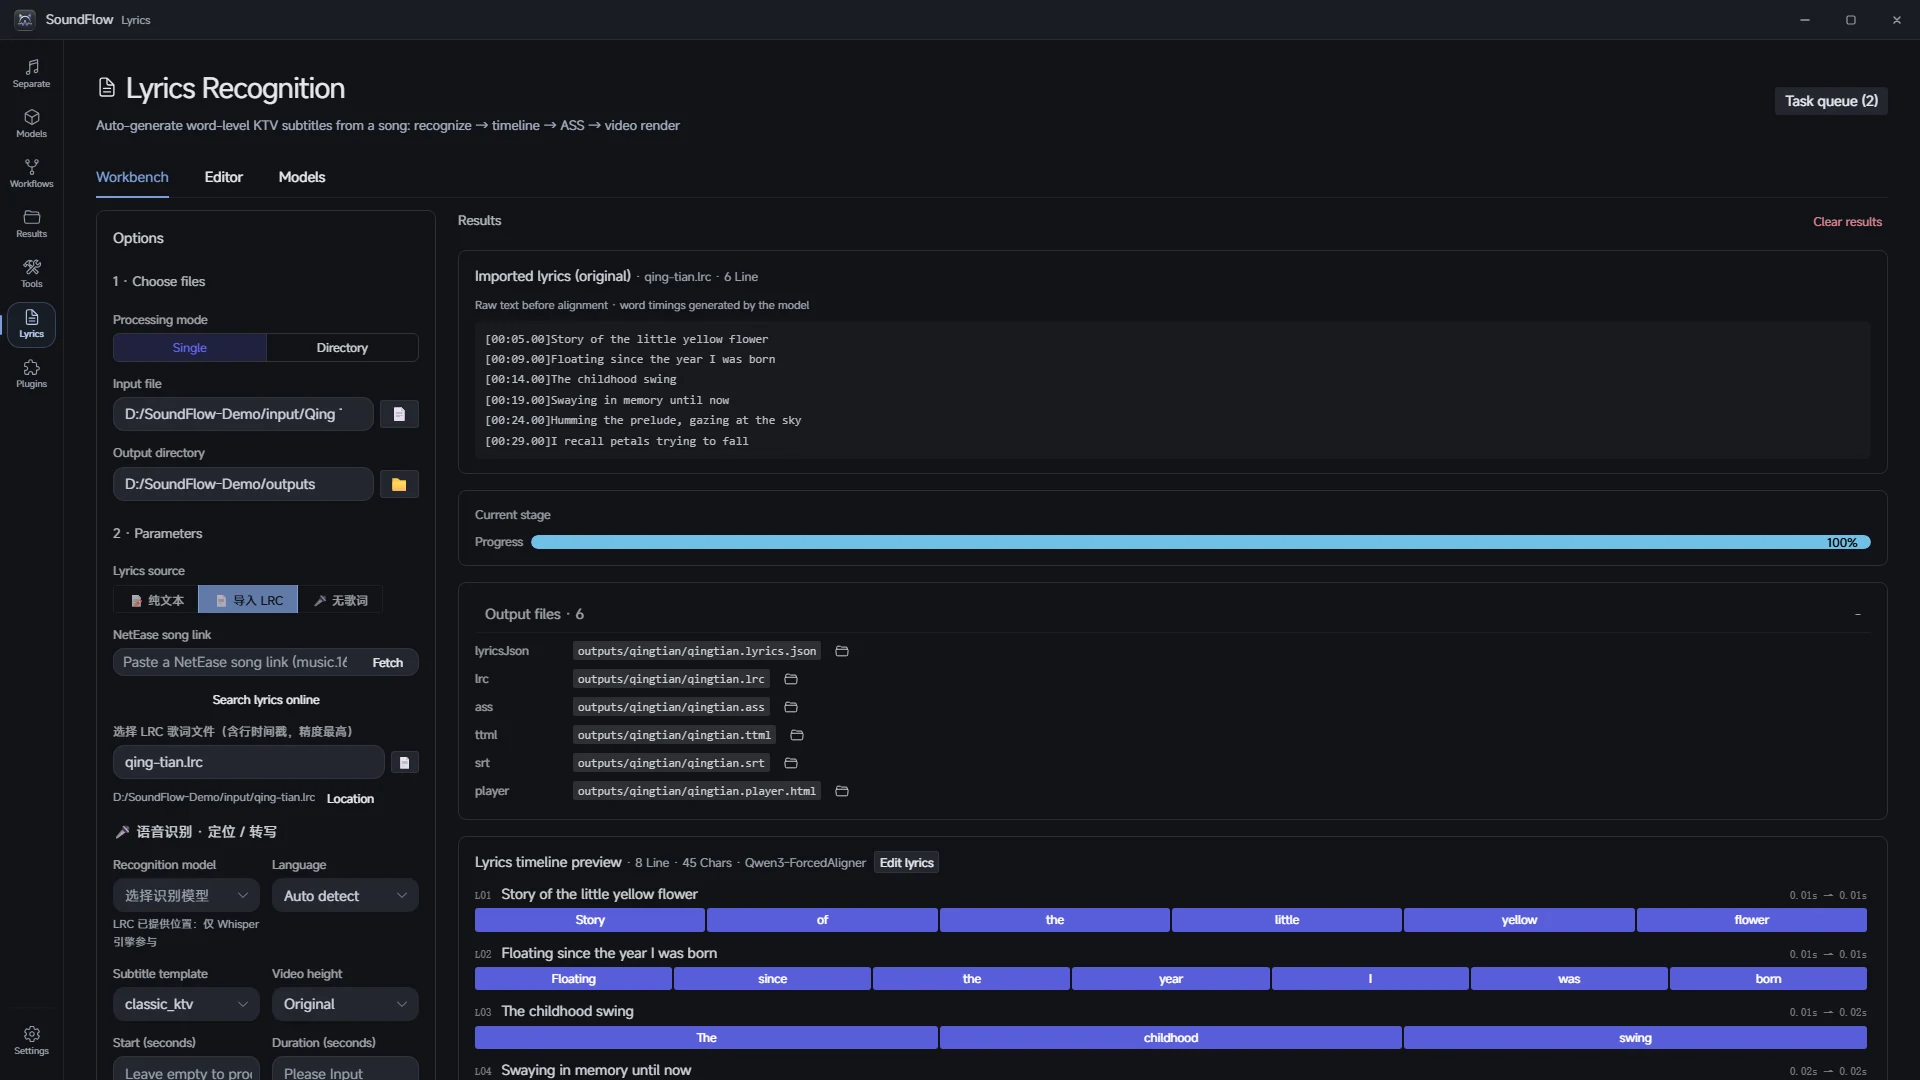 SoundFlow Lyrics
Separate
Models
Workflows
Results
Tools
Lyrics
Plugins
Settings
Lyrics Recognition
Auto-generate word-level KTV subtitles from a song: recognize → timeline → ASS → video render
Task queue (2)
Workbench Editor Models
Options
1 · Choose files
Processing mode
Single Directory
Input file
D:/SoundFlow-Demo/input/Qing
Output directory
D:/SoundFlow-Demo/outputs
2 · Parameters
Lyrics source
纯文本 导入 LRC 无歌词
NetEase song link
Paste a NetEase song link (music.16 Fetch
Search lyrics online
选择 LRC 歌词文件（含行时间戳，精度最高）
qing-tian.lrc
D:/SoundFlow-Demo/input/qing-tian.lrc Location
语音识别 · 定位 / 转写
Recognition model Language
选择识别模型 Auto detect
LRC 已提供位置：仅 Whisper
引擎参与
Subtitle template Video height
classic_ktv Original
Start (seconds) Duration (seconds)
Leave empty to proc Please Input
Results
Clear results
Imported lyrics (original) · qing-tian.lrc · 6 Line
Raw text before alignment · word timings generated by the model
[00:05.00]Story of the little yellow flower
[00:09.00]Floating since the year I was born
[00:14.00]The childhood swing
[00:19.00]Swaying in memory until now
[00:24.00]Humming the prelude, gazing at the sky
[00:29.00]I recall petals trying to fall
Current stage
Progress 100%
Output files · 6 −
lyricsJson outputs/qingtian/qingtian.lyrics.json
lrc outputs/qingtian/qingtian.lrc
ass outputs/qingtian/qingtian.ass
ttml outputs/qingtian/qingtian.ttml
srt outputs/qingtian/qingtian.srt
player outputs/qingtian/qingtian.player.html
Lyrics timeline preview · 8 Line · 45 Chars · Qwen3-ForcedAligner Edit lyrics
L01 Story of the little yellow flower 0.01s → 0.01s
Story of the little yellow flower
L02 Floating since the year I was born 0.01s → 0.01s
Floating since the year I was born
L03 The childhood swing 0.01s → 0.02s
The childhood swing
L04 Swaying in memory until now 0.02s → 0.02s